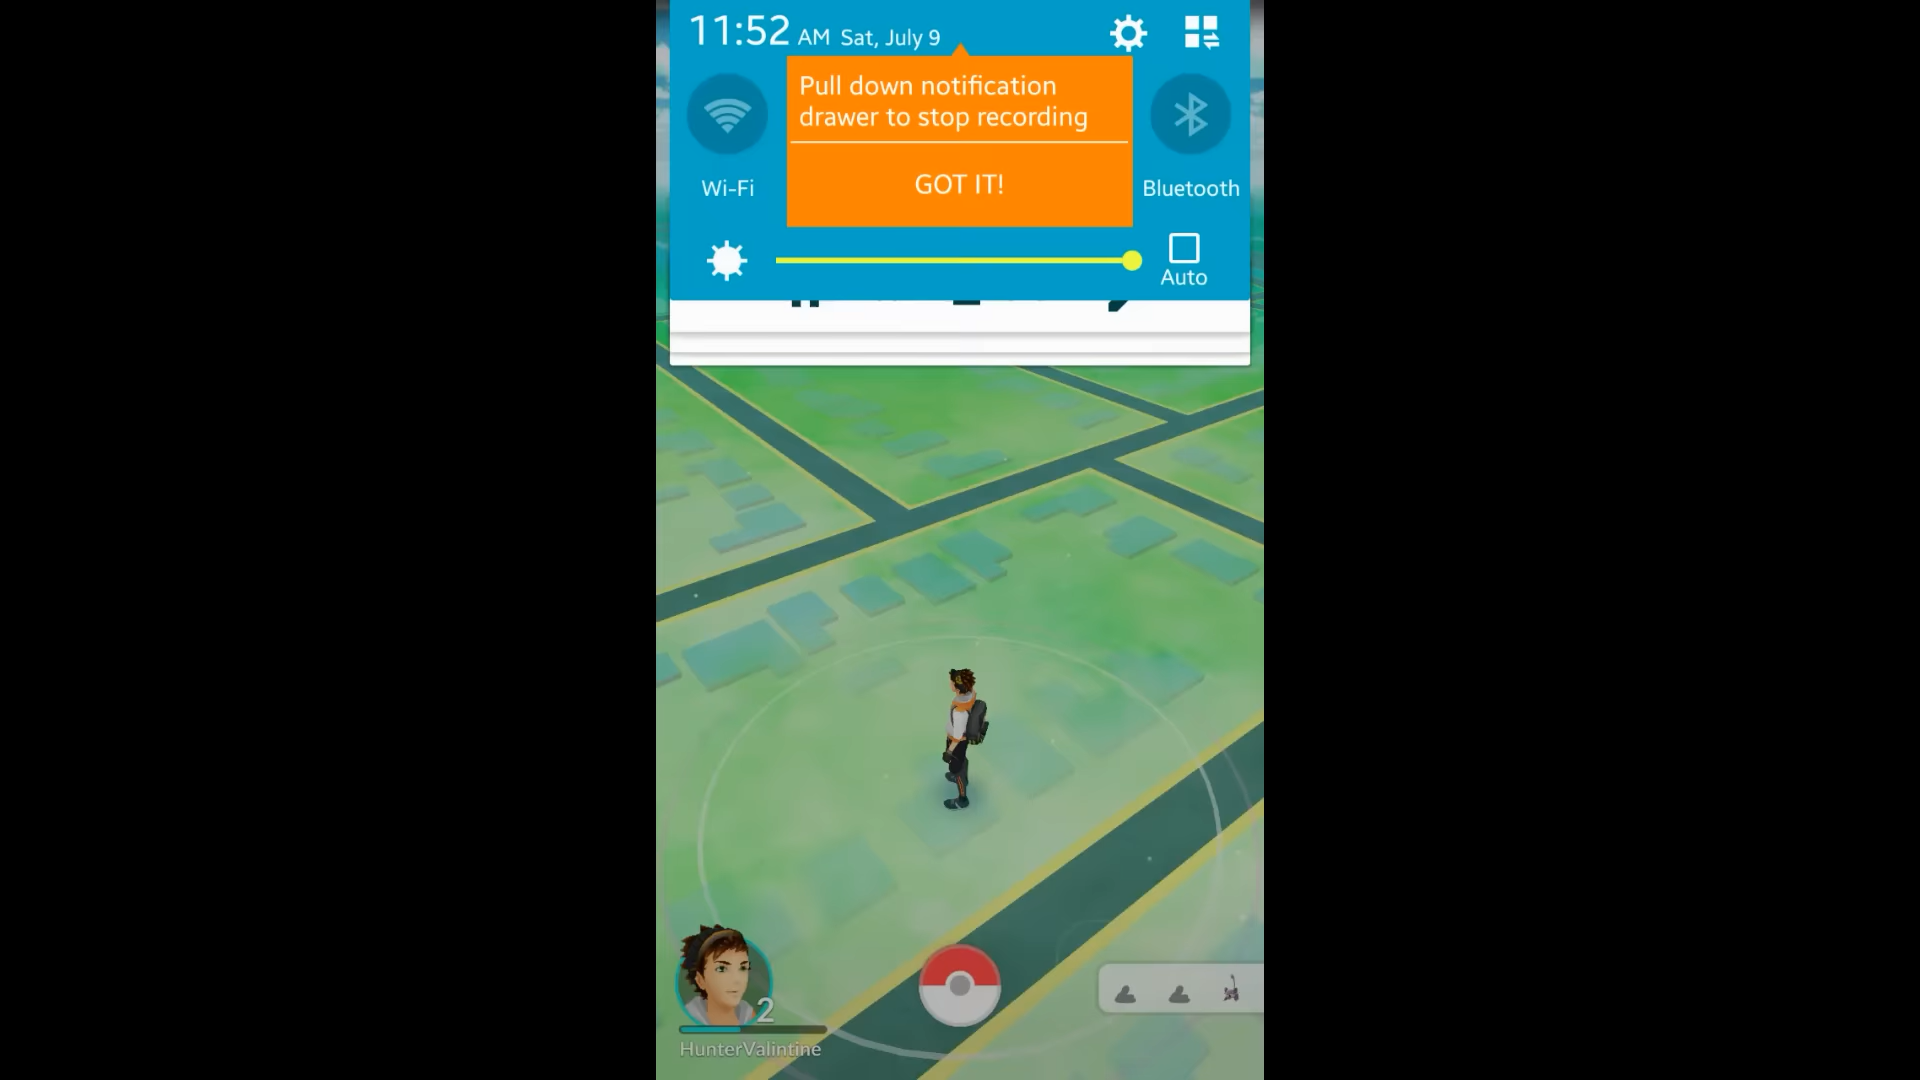 11:52 AM Sat, July 9
Pull down notification
drawer to stop recording
GOT IT!
Wi-Fi
Bluetooth
Auto
2
HunterValintine